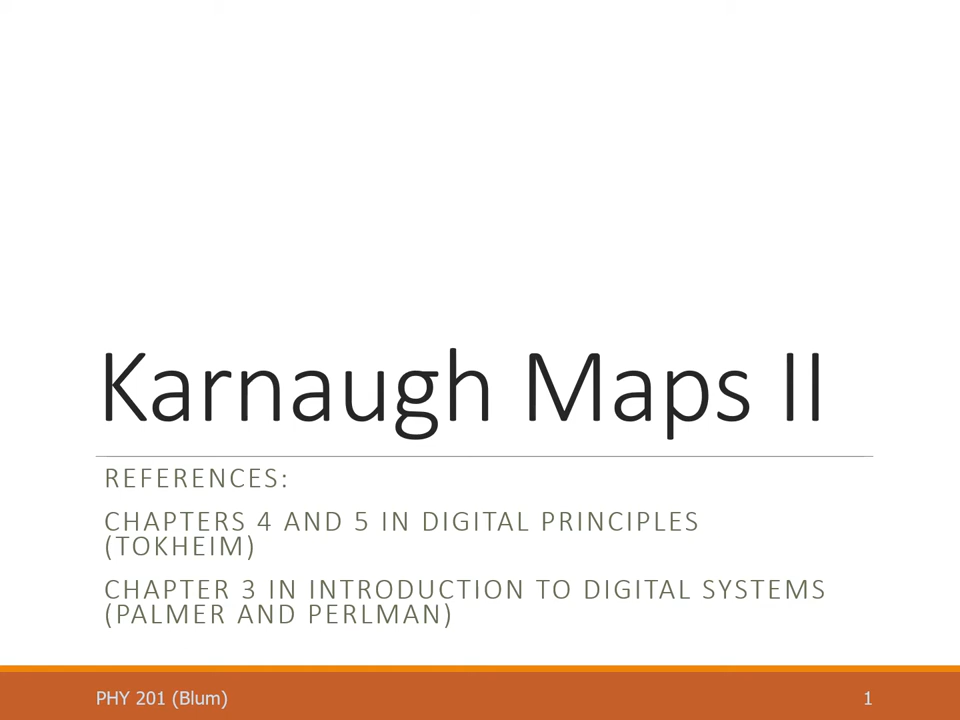 Karnaugh Maps II
REFERENCES:
CHAPTERS 4 AND 5 IN DIGITAL PRINCIPLES
(TOKHEIM)
CHAPTER 3 IN INTRODUCTION TO DIGITAL SYSTEMS
(PALMER AND PERLMAN)
PHY 201 (Blum)
1